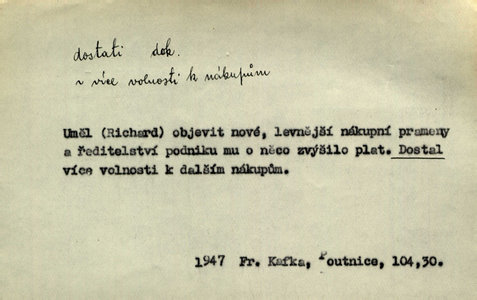 dostati dok.
v více volnosti k nákupům
Uměl (Richard) objevit nové, levnější nákupní prameny
a ředitelství podniku mu o něco zvýšilo plat. Dostal
více volnosti k dalším nákupům.
1947 Fr. Kafka, Poutnice, 104,30.